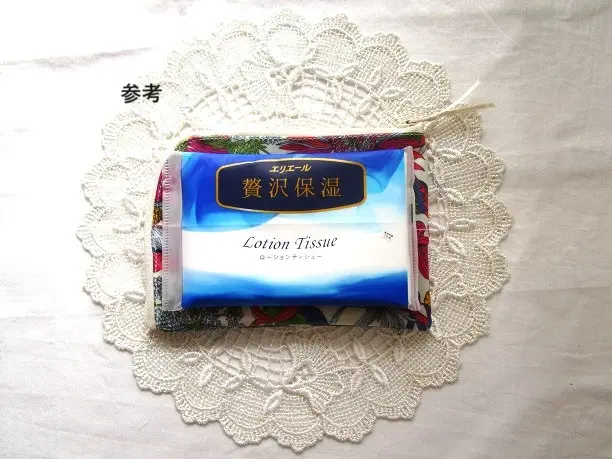 参考
エリエール
贅沢保湿
Lotion Tissue
ローションティシュー